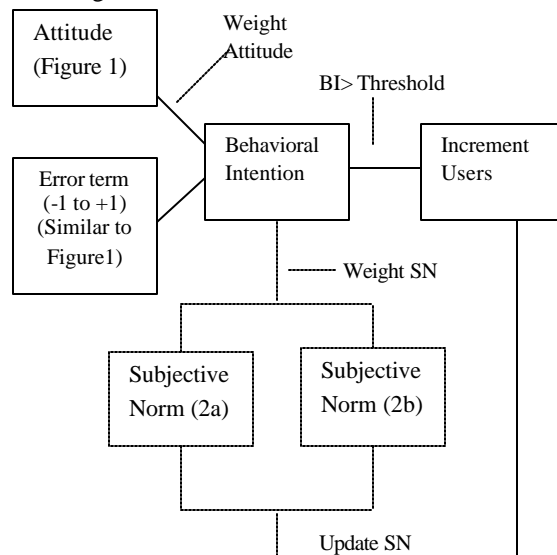 Attitude
(Figure 1)
Weight
Attitude
BI> Threshold
Error term
(-1 to +1)
(Similar to
Figure1)
Behavioral
Intention
Increment
Users
Weight SN
Subjective
Norm (2a)
Subjective
Norm (2b)
Update SN